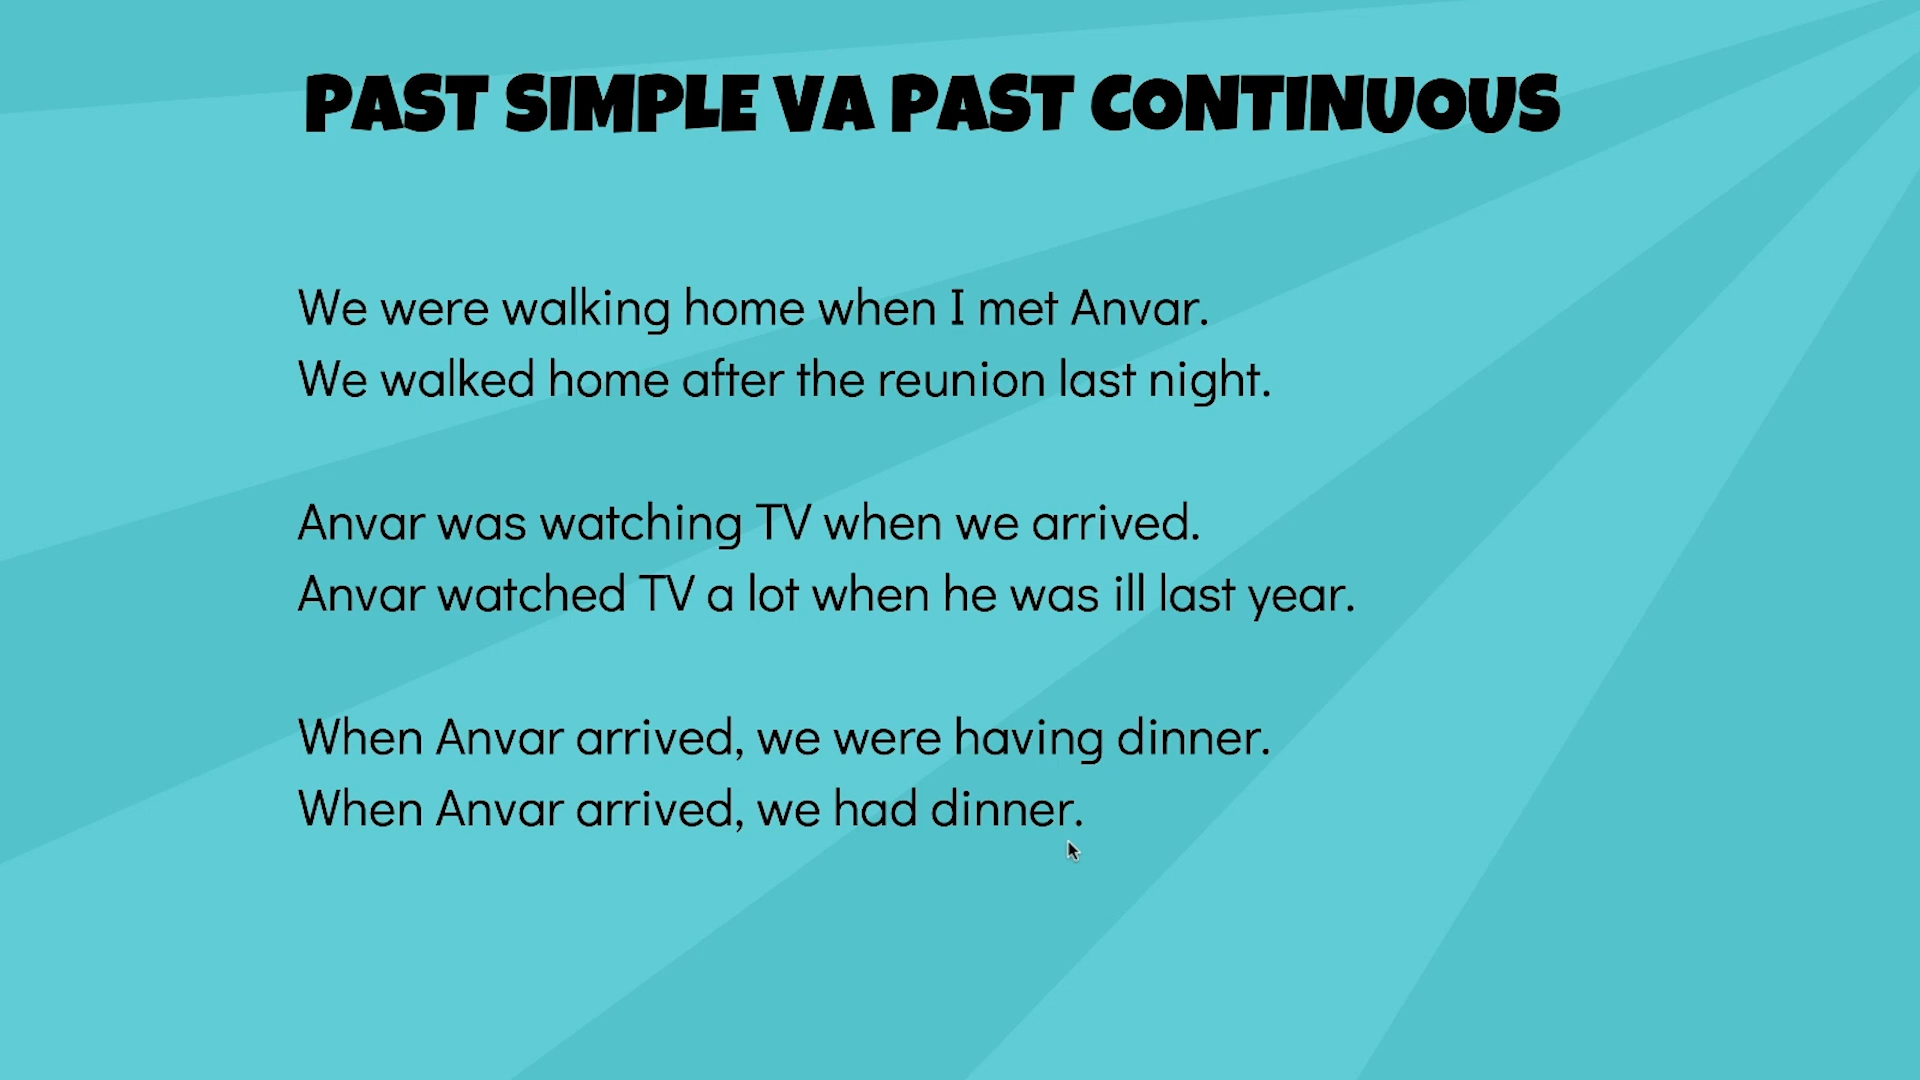 PAST SIMPLE VA PAST CONTINUOUS
We were walking home when I met Anvar.
We walked home after the reunion last night.
Anvar was watching TV when we arrived.
Anvar watched TV a lot when he was ill last year.
When Anvar arrived, we were having dinner.
When Anvar arrived, we had dinner.